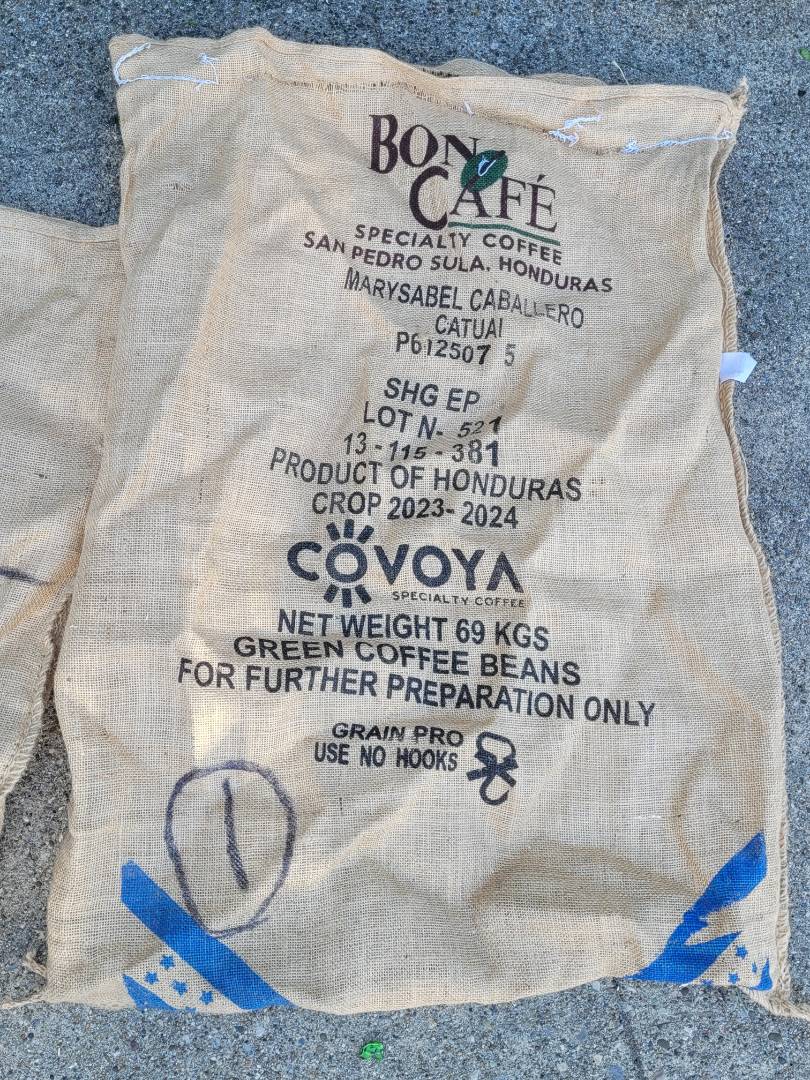 BON
CAFÉ
SPECIALTY COFFEE
SAN PEDRO SULA, HONDURAS
MARYSABEL CABALLERO
CATUAI
P612507 5
SHG EP
LOT N- 521
13 - 115 - 381
PRODUCT OF HONDURAS
CROP 2023- 2024
COVOYA
SPECIALTY COFFEE
NET WEIGHT 69 KGS
GREEN COFFEE BEANS
FOR FURTHER PREPARATION ONLY
GRAIN PRO
USE NO HOOKS
1